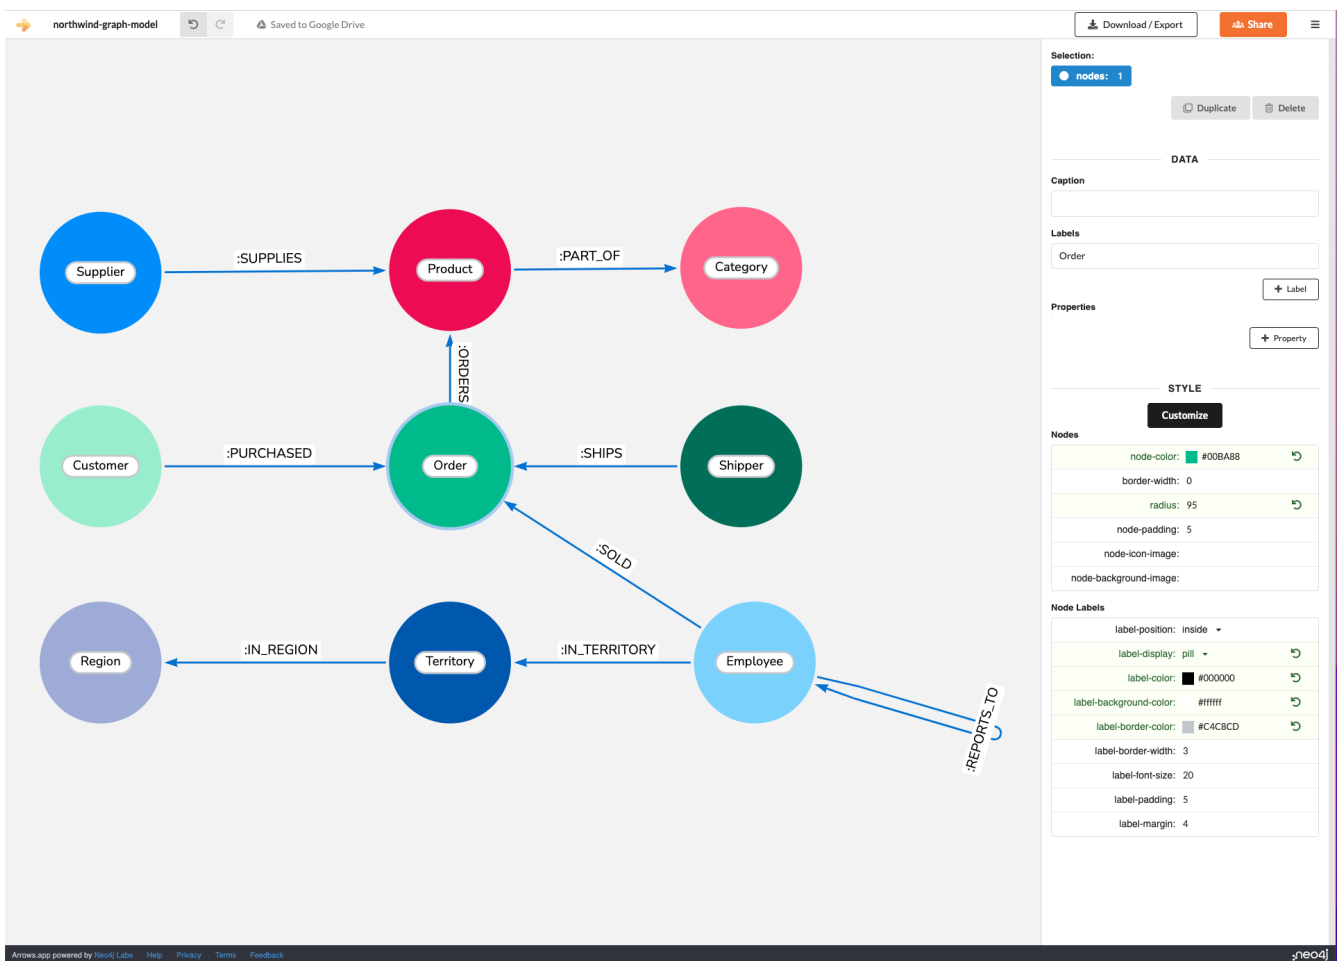 northwind-graph-model
Saved to Google Drive
Download / Export
Share
Selection:
nodes: 1
Duplicate
Delete
DATA
Caption
Labels
Order
+ Label
Properties
+ Property
STYLE
Customize
Nodes
node-color: #00BA88
border-width: 0
radius: 95
node-padding: 5
node-icon-image:
node-background-image:
Node Labels
label-position: inside
label-display: pill
label-color: #000000
label-background-color: #ffffff
label-border-color: #C4C8CD
label-border-width: 3
label-font-size: 20
label-padding: 5
label-margin: 4
Supplier
:SUPPLIES
Product
:PART_OF
Category
:ORDERS
Customer
:PURCHASED
Order
:SHIPS
Shipper
:SOLD
Region
:IN_REGION
Territory
:IN_TERRITORY
Employee
:REPORTS_TO
Arrows.app powered by Neo4j Labs Help Privacy Terms Feedback
:neo4j